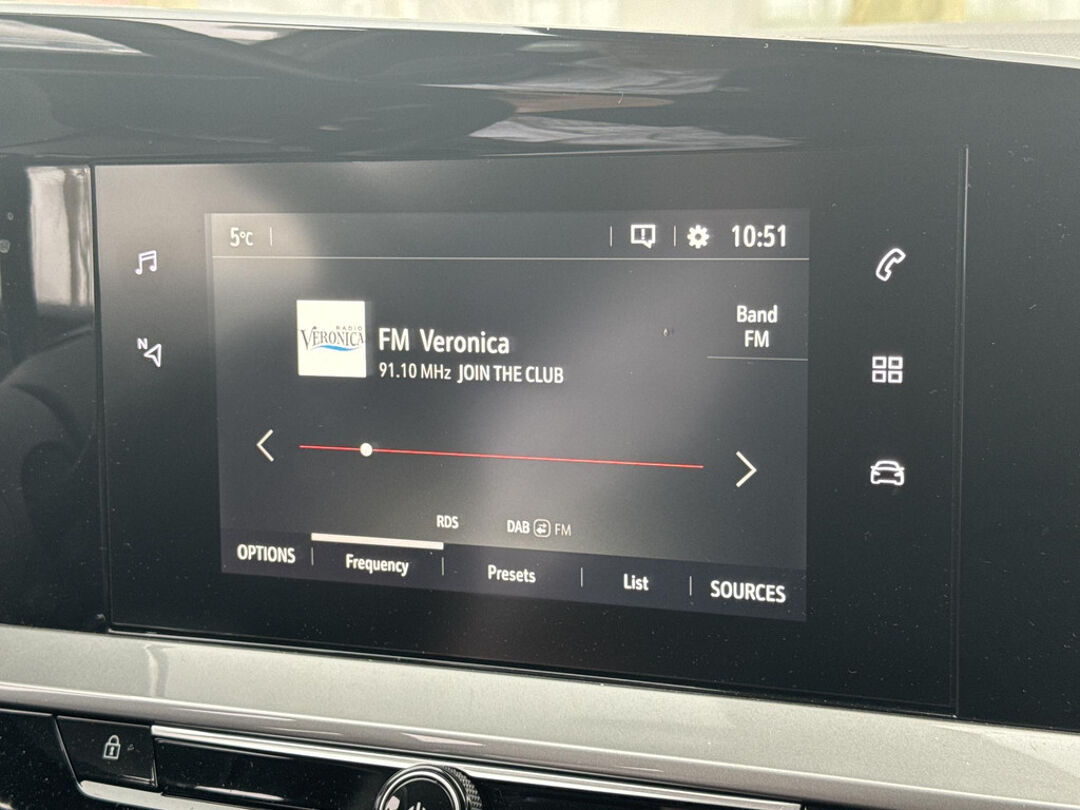 5°C
10:51
N
RADIO
VERONICA
FM Veronica
91.10 MHz JOIN THE CLUB
Band
FM
RDS
DAB FM
OPTIONS
Frequency
Presets
List
SOURCES